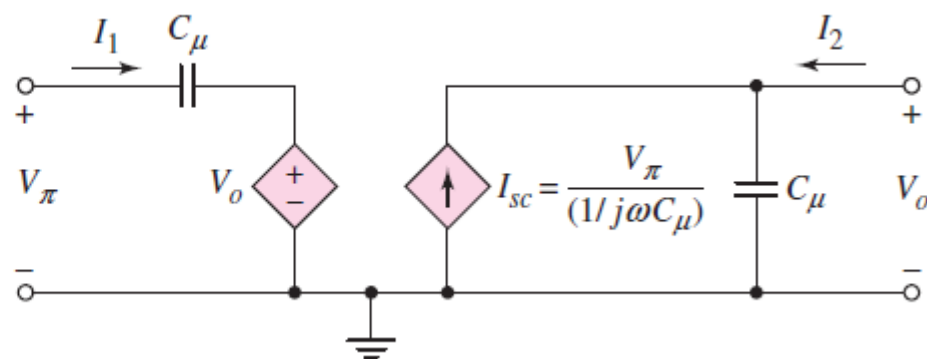 I₁
Cμ
I₂
+
+
Vπ
Vₒ
+
−
Isc = Vπ / (1/jωCμ)
Cμ
Vₒ
−
−